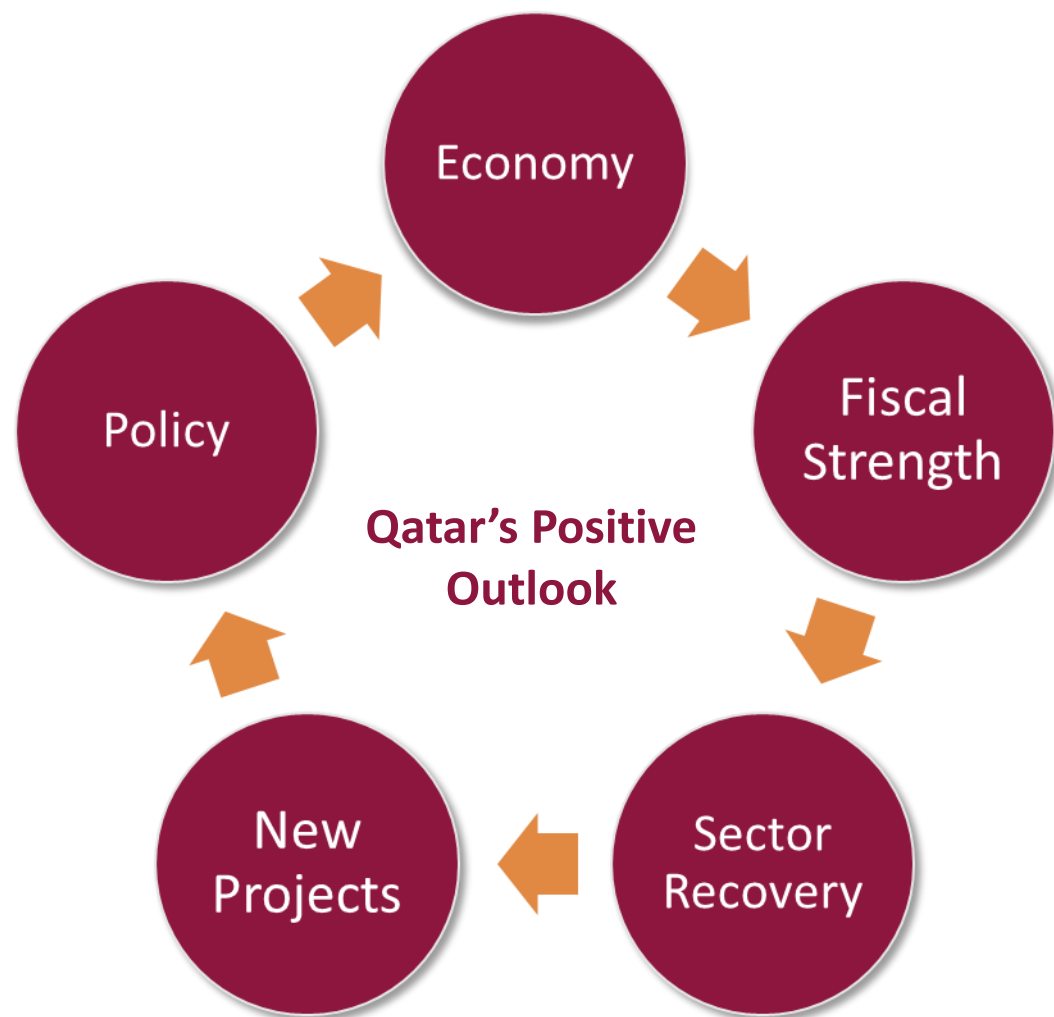 Economy
Fiscal
Strength
Sector
Recovery
New
Projects
Policy
Qatar’s Positive
Outlook